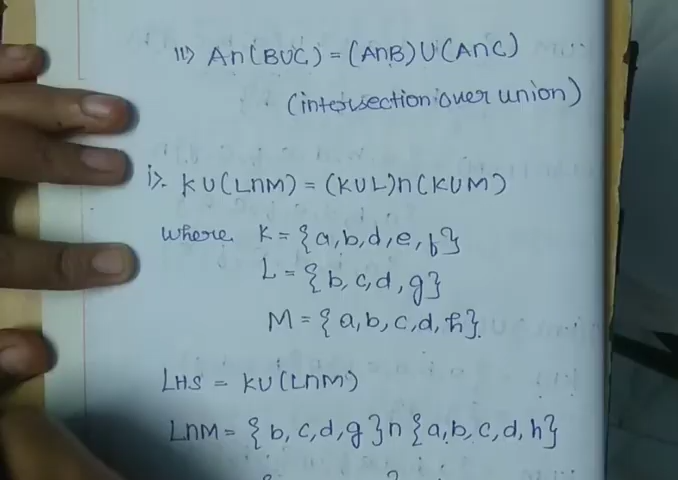 ii) A∩(B∪C) = (A∩B)∪(A∩C)
(intersection over union)
i>. K∪(L∩M) = (K∪L)∩(K∪M)
where K = {a,b,d,e,f}
L = {b,c,d,g}
M = {a,b,c,d,h}.
LHS = K∪(L∩M)
L∩M = {b,c,d,g}∩{a,b,c,d,h}